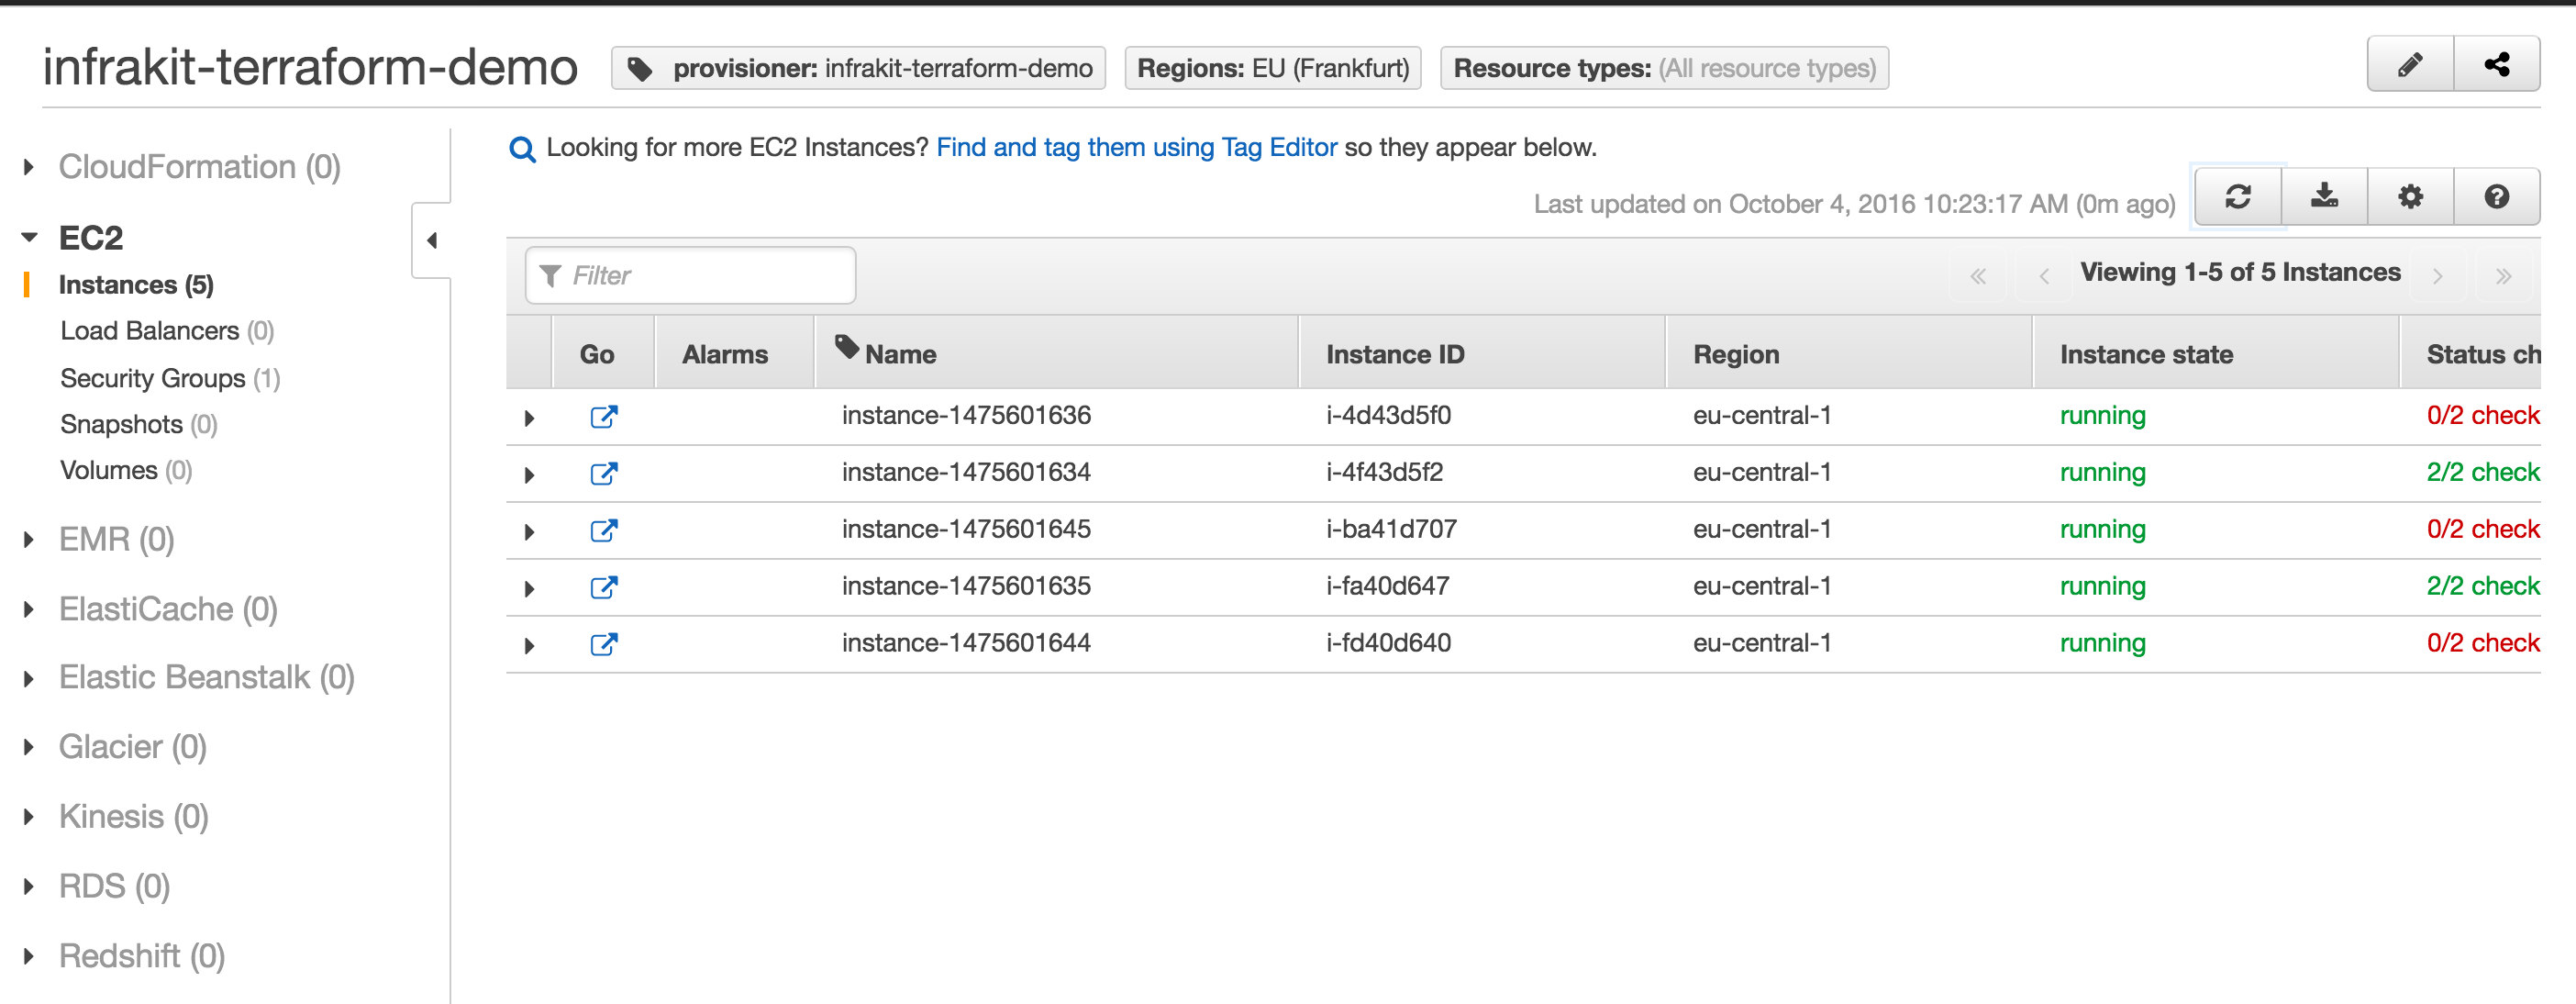 infrakit-terraform-demo provisioner: infrakit-terraform-demo Regions: EU (Frankfurt) Resource types: (All resource types)
CloudFormation (0)
EC2
Instances (5)
Load Balancers (0)
Security Groups (1)
Snapshots (0)
Volumes (0)
EMR (0)
ElastiCache (0)
Elastic Beanstalk (0)
Glacier (0)
Kinesis (0)
RDS (0)
Redshift (0)
Looking for more EC2 Instances? Find and tag them using Tag Editor so they appear below.
Last updated on October 4, 2016 10:23:17 AM (0m ago)
Filter « ‹ Viewing 1-5 of 5 Instances › »
Go Alarms Name Instance ID Region Instance state Status ch
instance-1475601636 i-4d43d5f0 eu-central-1 running 0/2 check
instance-1475601634 i-4f43d5f2 eu-central-1 running 2/2 check
instance-1475601645 i-ba41d707 eu-central-1 running 0/2 check
instance-1475601635 i-fa40d647 eu-central-1 running 2/2 check
instance-1475601644 i-fd40d640 eu-central-1 running 0/2 check